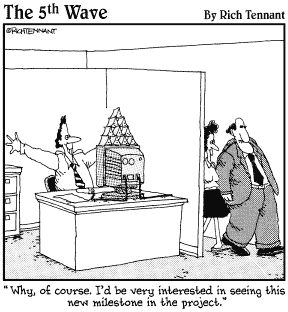 The 5th Wave By Rich Tennant
©RICHTENNANT
"Why, of course. I'd be very interested in seeing this
new milestone in the project."